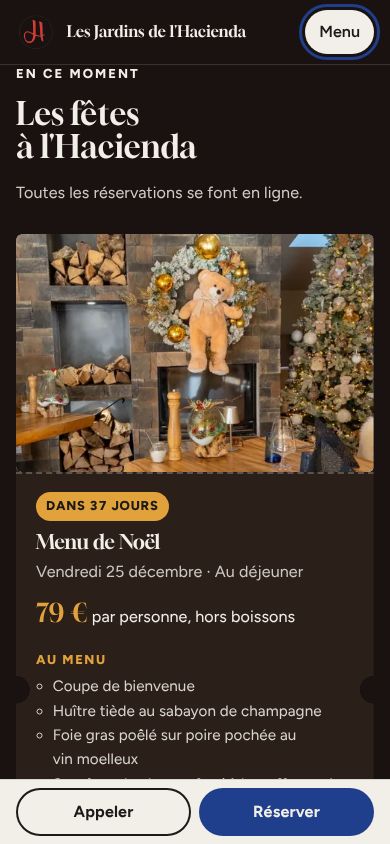 Les Jardins de l'Hacienda
Menu
EN CE MOMENT
Les fêtes
à l'Hacienda
Toutes les réservations se font en ligne.
DANS 37 JOURS
Menu de Noël
Vendredi 25 décembre · Au déjeuner
79 € par personne, hors boissons
AU MENU
Coupe de bienvenue
Huître tiède au sabayon de champagne
Foie gras poêlé sur poire pochée au
vin moelleux
Appeler
Réserver